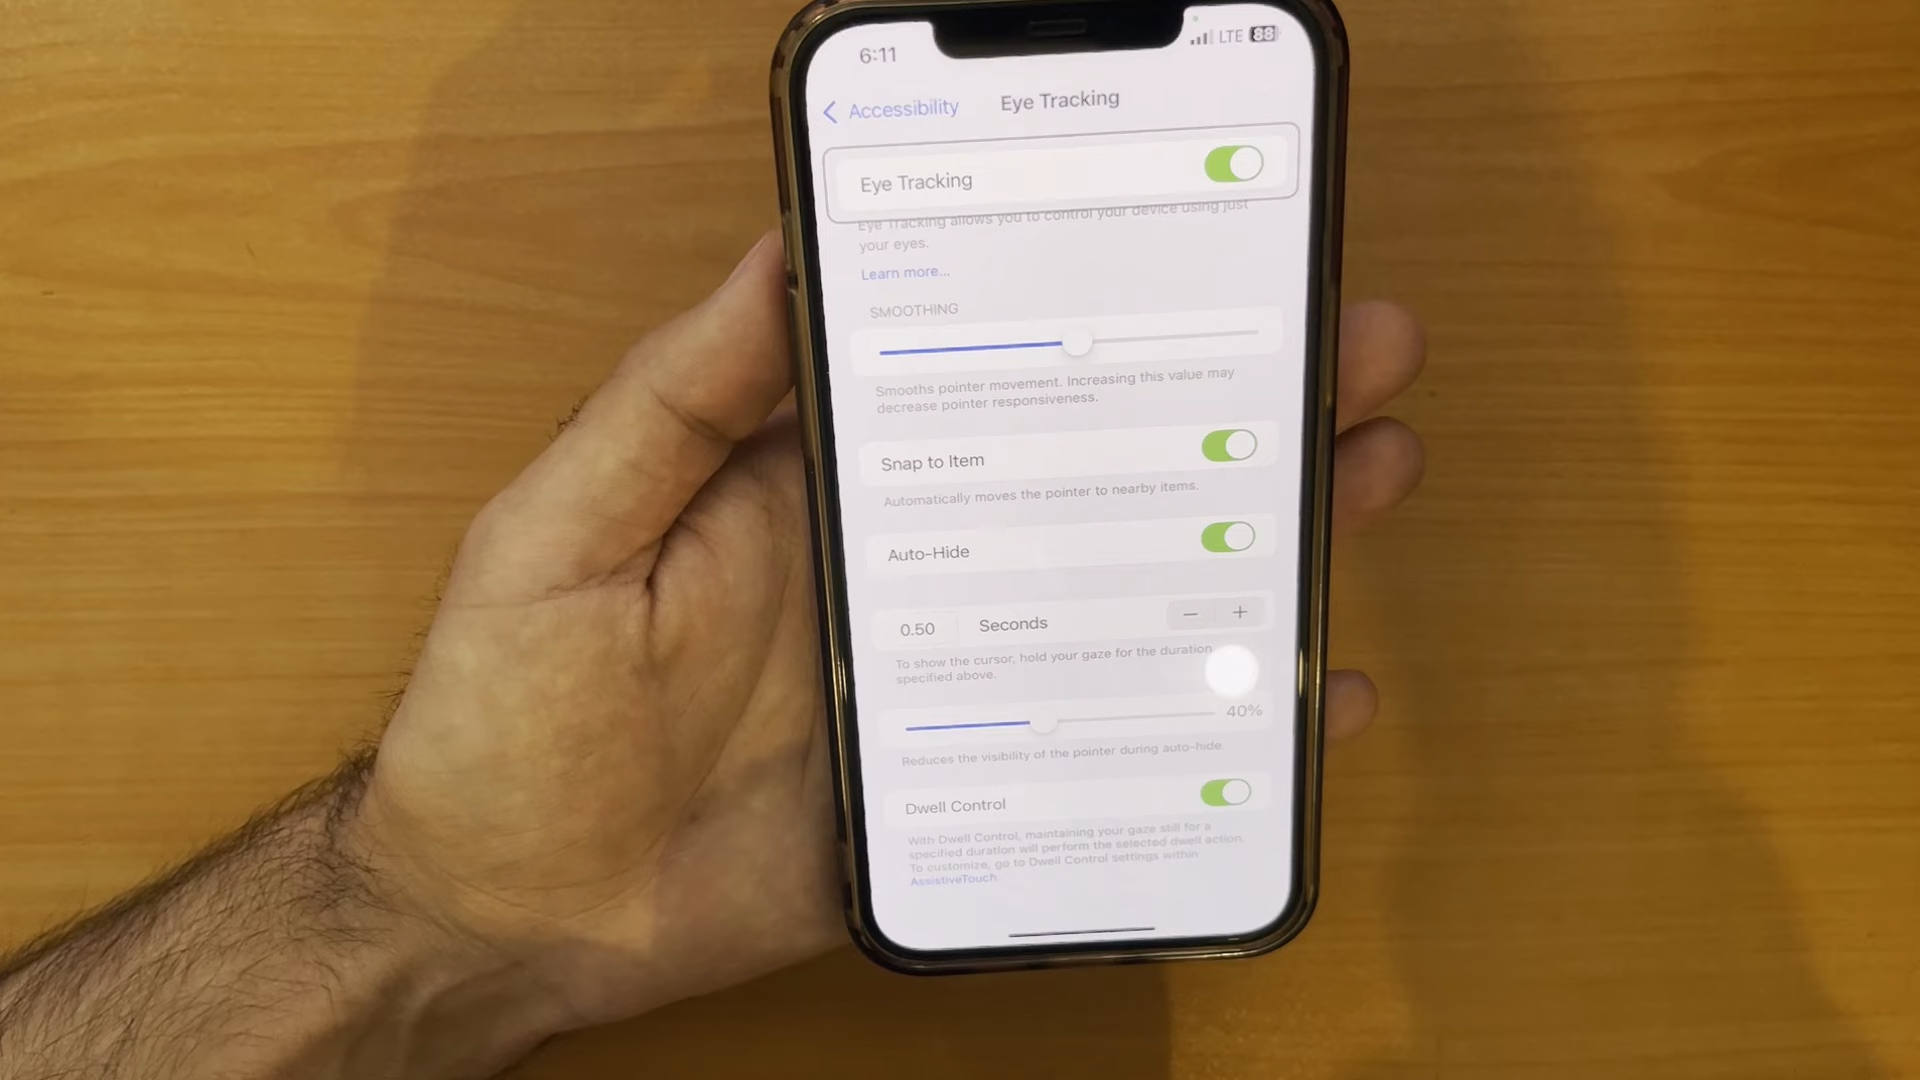 6:11
LTE 88
Accessibility
Eye Tracking
Eye Tracking
Eye Tracking allows you to control your device using just
your eyes.
Learn more...
SMOOTHING
Smooths pointer movement. Increasing this value may
decrease pointer responsiveness.
Snap to Item
Automatically moves the pointer to nearby items.
Auto-Hide
0.50 Seconds − +
To show the cursor, hold your gaze for the duration
specified above.
40%
Reduces the visibility of the pointer during auto-hide.
Dwell Control
With Dwell Control, maintaining your gaze still for a
specified duration will perform the selected dwell action.
To customize, go to Dwell Control settings within
AssistiveTouch